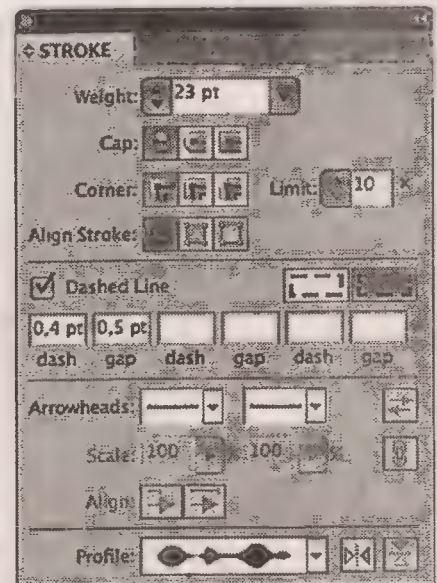 STROKE
Weight: 23 pt
Cap:
Corner: Limit: 10 x
Align Stroke:
Dashed Line
0,4 pt 0,5 pt
dash gap dash gap dash gap
Arrowheads:
Scale: 100 100
Align:
Profile: